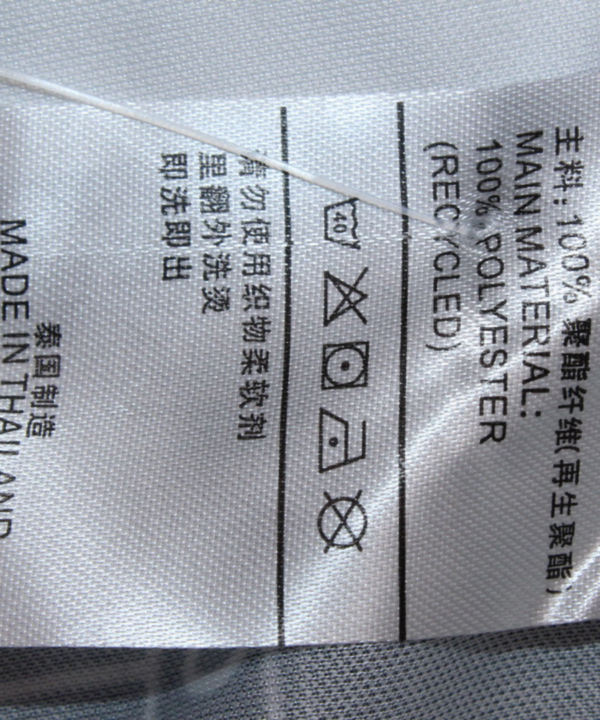 主料: 100% 聚酯纤维(再生聚酯)
MAIN MATERIAL:
100% POLYESTER
(RECYCLED)
40
请勿使用织物柔软剂
里翻外洗烫
即洗即出
泰国制造
MADE IN THAILAND